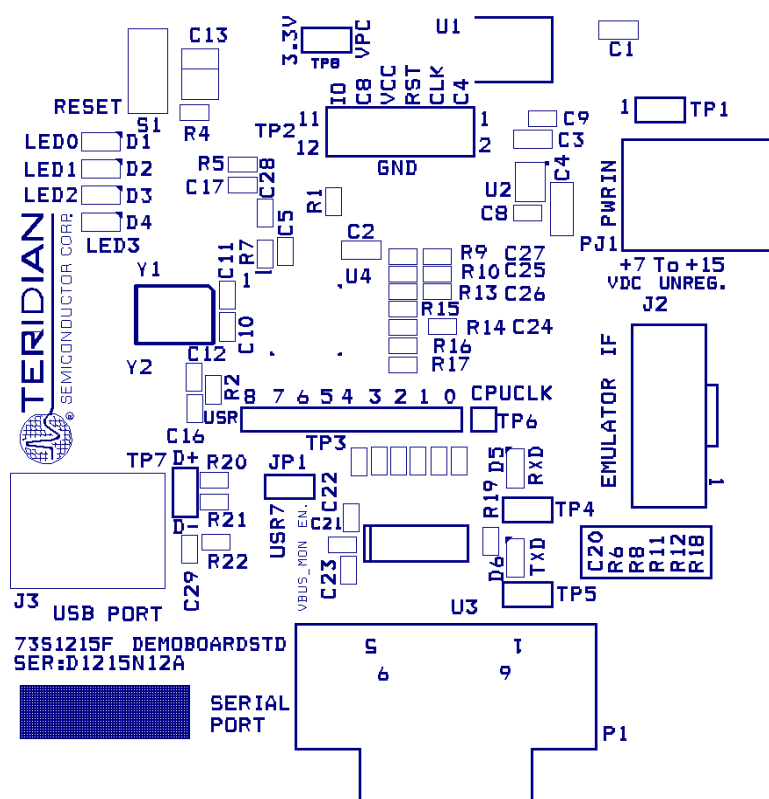 C13
3.3V
TP8
VPC
U1
C1
RESET
S1
R4
IO
C8
VCC
RST
CLK
C4
11
12
TP2
1
2
GND
C9
C3
1
TP1
LED0
D1
LED1
D2
LED2
D3
D4
LED3
R5
C17
C28
R1
U2
C8
C4
PWRIN
PJ1
+7 To +15
VDC UNREG.
TERIDIAN
SEMICONDUCTOR CORP.
®
Y1
Y2
C11
1
R7
C5
C2
U4
R9
C27
R10
C25
R13
C26
R15
R14
C24
R16
R17
C10
C12
R2
C16
J2
EMULATOR IF
1
USR
8 7 6 5 4 3 2 1 0
CPUCLK
TP3
TP6
TP7
D+
D-
R20
R21
R22
C29
JP1
USR7
VBUS_MON EN.
C22
C21
C23
D5
RXD
R19
TP4
D6
TXD
TP5
U3
C20
R6
R8
R11
R12
R18
J3
USB PORT
73S1215F DEMOBOARDSTD
SER:D1215N12A
SERIAL
PORT
5
1
9
6
P1